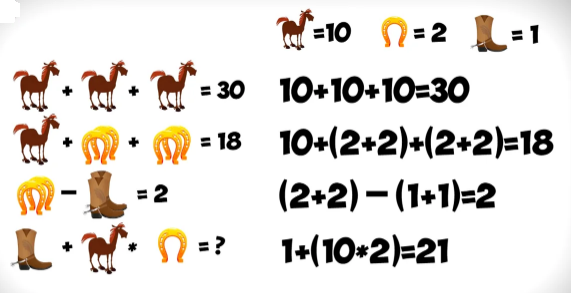 =10 = 2 = 1
+ + = 30 10+10+10=30
+ + = 18 10+(2+2)+(2+2)=18
− = 2 (2+2) − (1+1)=2
+ * = ? 1+(10*2)=21